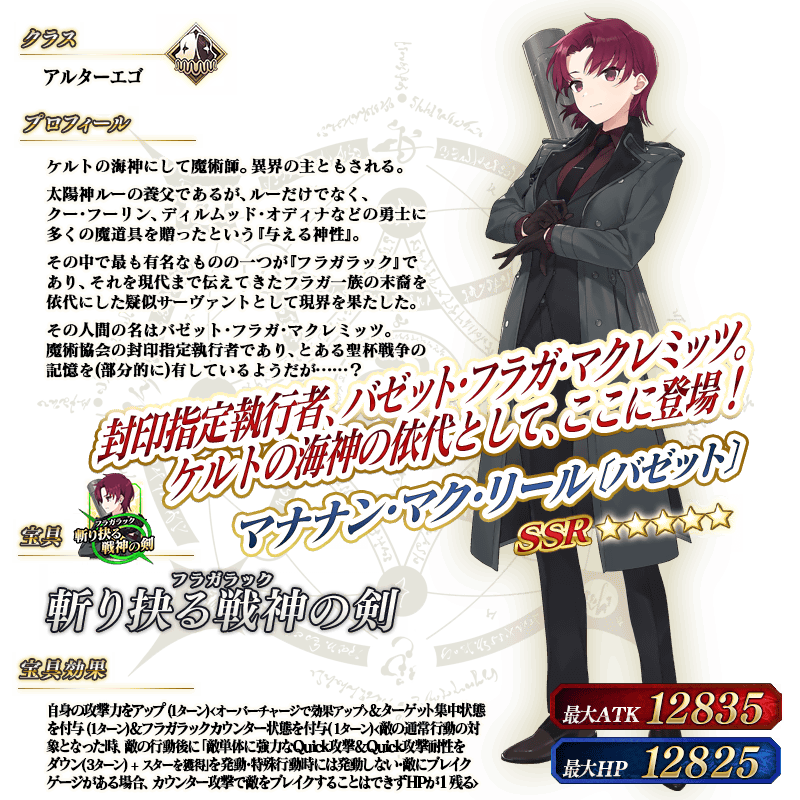 クラス
アルターエゴ
プロフィール
ケルトの海神にして魔術師。異界の主ともされる。
太陽神ルーの養父であるが、ルーだけでなく、
クー・フーリン、ディルムッド・オディナなどの勇士に
多くの魔道具を贈ったという『与える神性』。
その中で最も有名なものの一つが『フラガラック』で
あり、それを現代まで伝えてきたフラガ一族の末裔を
依代にした疑似サーヴァントとして現界を果たした。
その人間の名はバゼット・フラガ・マクレミッツ。
魔術協会の封印指定執行者であり、とある聖杯戦争の
記憶を(部分的に)有しているようだが……？
封印指定執行者、バゼット・フラガ・マクレミッツ。
ケルトの海神の依代として、ここに登場！
マナナン・マク・リール〔バゼット〕
SSR ☆☆☆☆☆
宝具
フラガラック
斬り抉る
戦神の剣
フラガラック
斬り抉る戦神の剣
宝具効果
自身の攻撃力をアップ(1ターン)<オーバーチャージで効果アップ>&ターゲット集中状態
を付与(1ターン)&フラガラックカウンター状態を付与(1ターン)<敵の通常行動の対
象となった時、敵の行動後に「敵単体に強力なQuick攻撃&Quick攻撃耐性を
ダウン(3ターン) + スターを獲得」を発動・特殊行動時には発動しない・敵にブレイク
ゲージがある場合、カウンター攻撃で敵をブレイクすることはできずHPが1残る>
最大ATK 12835
最大HP 12825